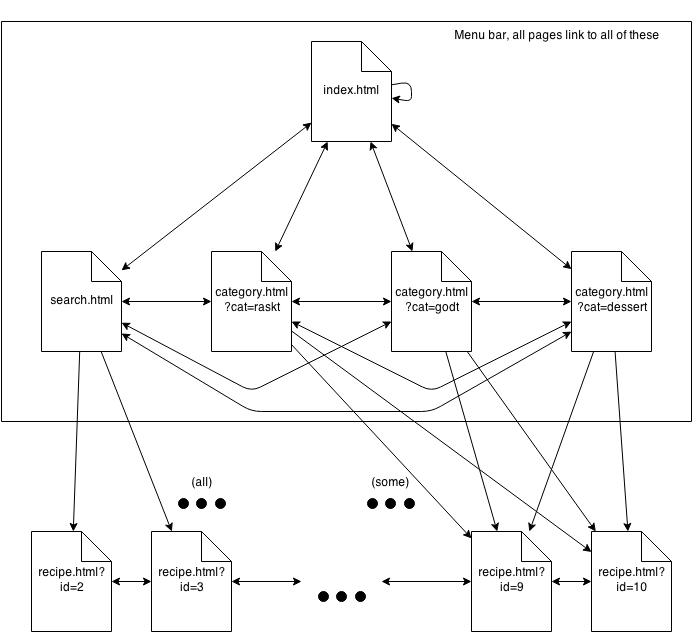 Menu bar, all pages link to all of these
index.html
search.html
category.html
?cat=raskt
category.html
?cat=godt
category.html
?cat=dessert
(all)
(some)
recipe.html?
id=2
recipe.html?
id=3
recipe.html?
id=9
recipe.html?
id=10